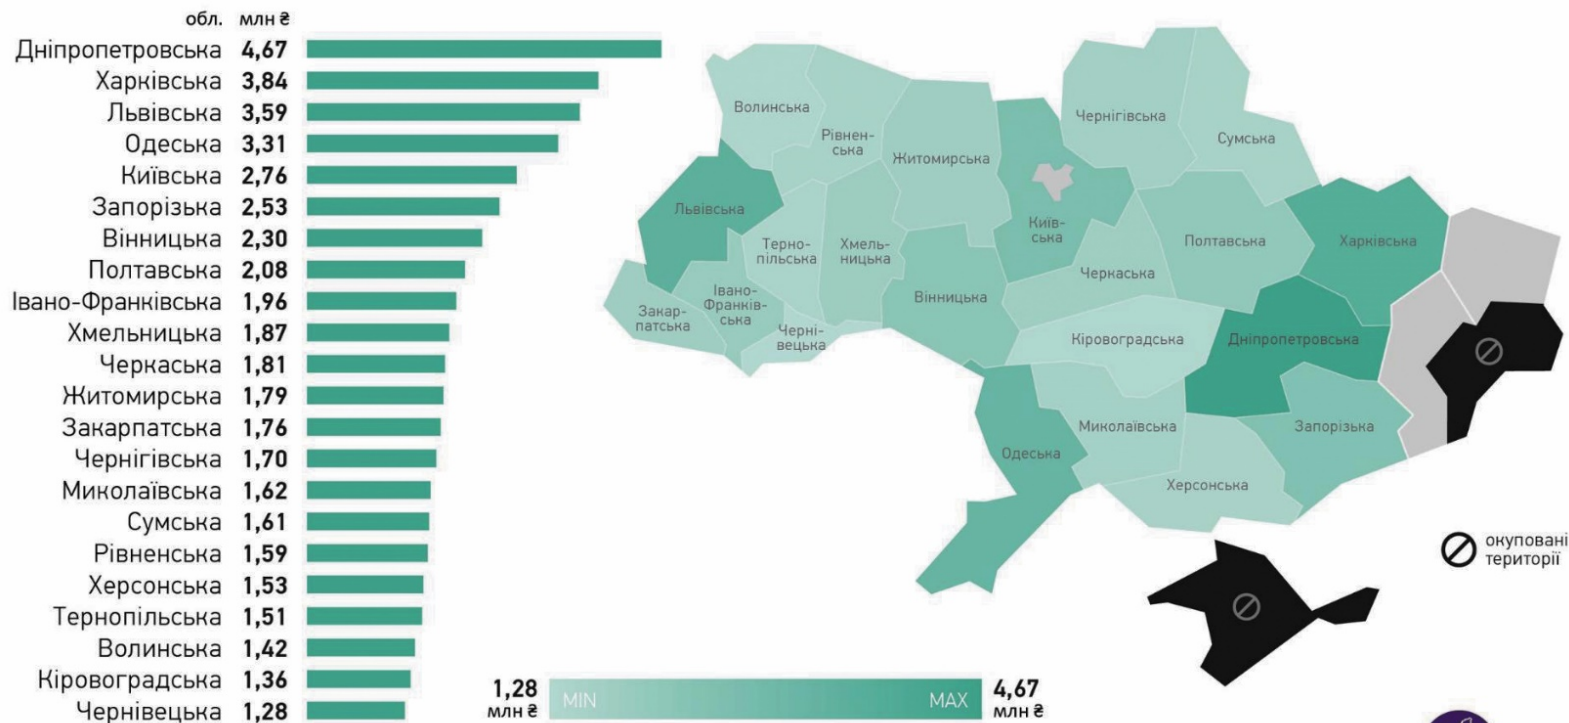 обл. млн ₴
Дніпропетровська 4,67
Харківська 3,84
Львівська 3,59
Одеська 3,31
Київська 2,76
Запорізька 2,53
Вінницька 2,30
Полтавська 2,08
Івано-Франківська 1,96
Хмельницька 1,87
Черкаська 1,81
Житомирська 1,79
Закарпатська 1,76
Чернігівська 1,70
Миколаївська 1,62
Сумська 1,61
Рівненська 1,59
Херсонська 1,53
Тернопільська 1,51
Волинська 1,42
Кіровоградська 1,36
Чернівецька 1,28
Волинська
Рівнен-
ська
Житомирська
Чернігівська
Сумська
Львівська
Терно-
пільська
Хмель-
ницька
Київ-
ська
Черкаська
Полтавська
Харківська
Закар-
патська
Івано-
Франків-
ська
Черні-
вецька
Вінницька
Кіровоградська
Дніпропетровська
Одеська
Миколаївська
Запорізька
Херсонська
окуповані
території
1,28
млн ₴
MIN
MAX
4,67
млн ₴